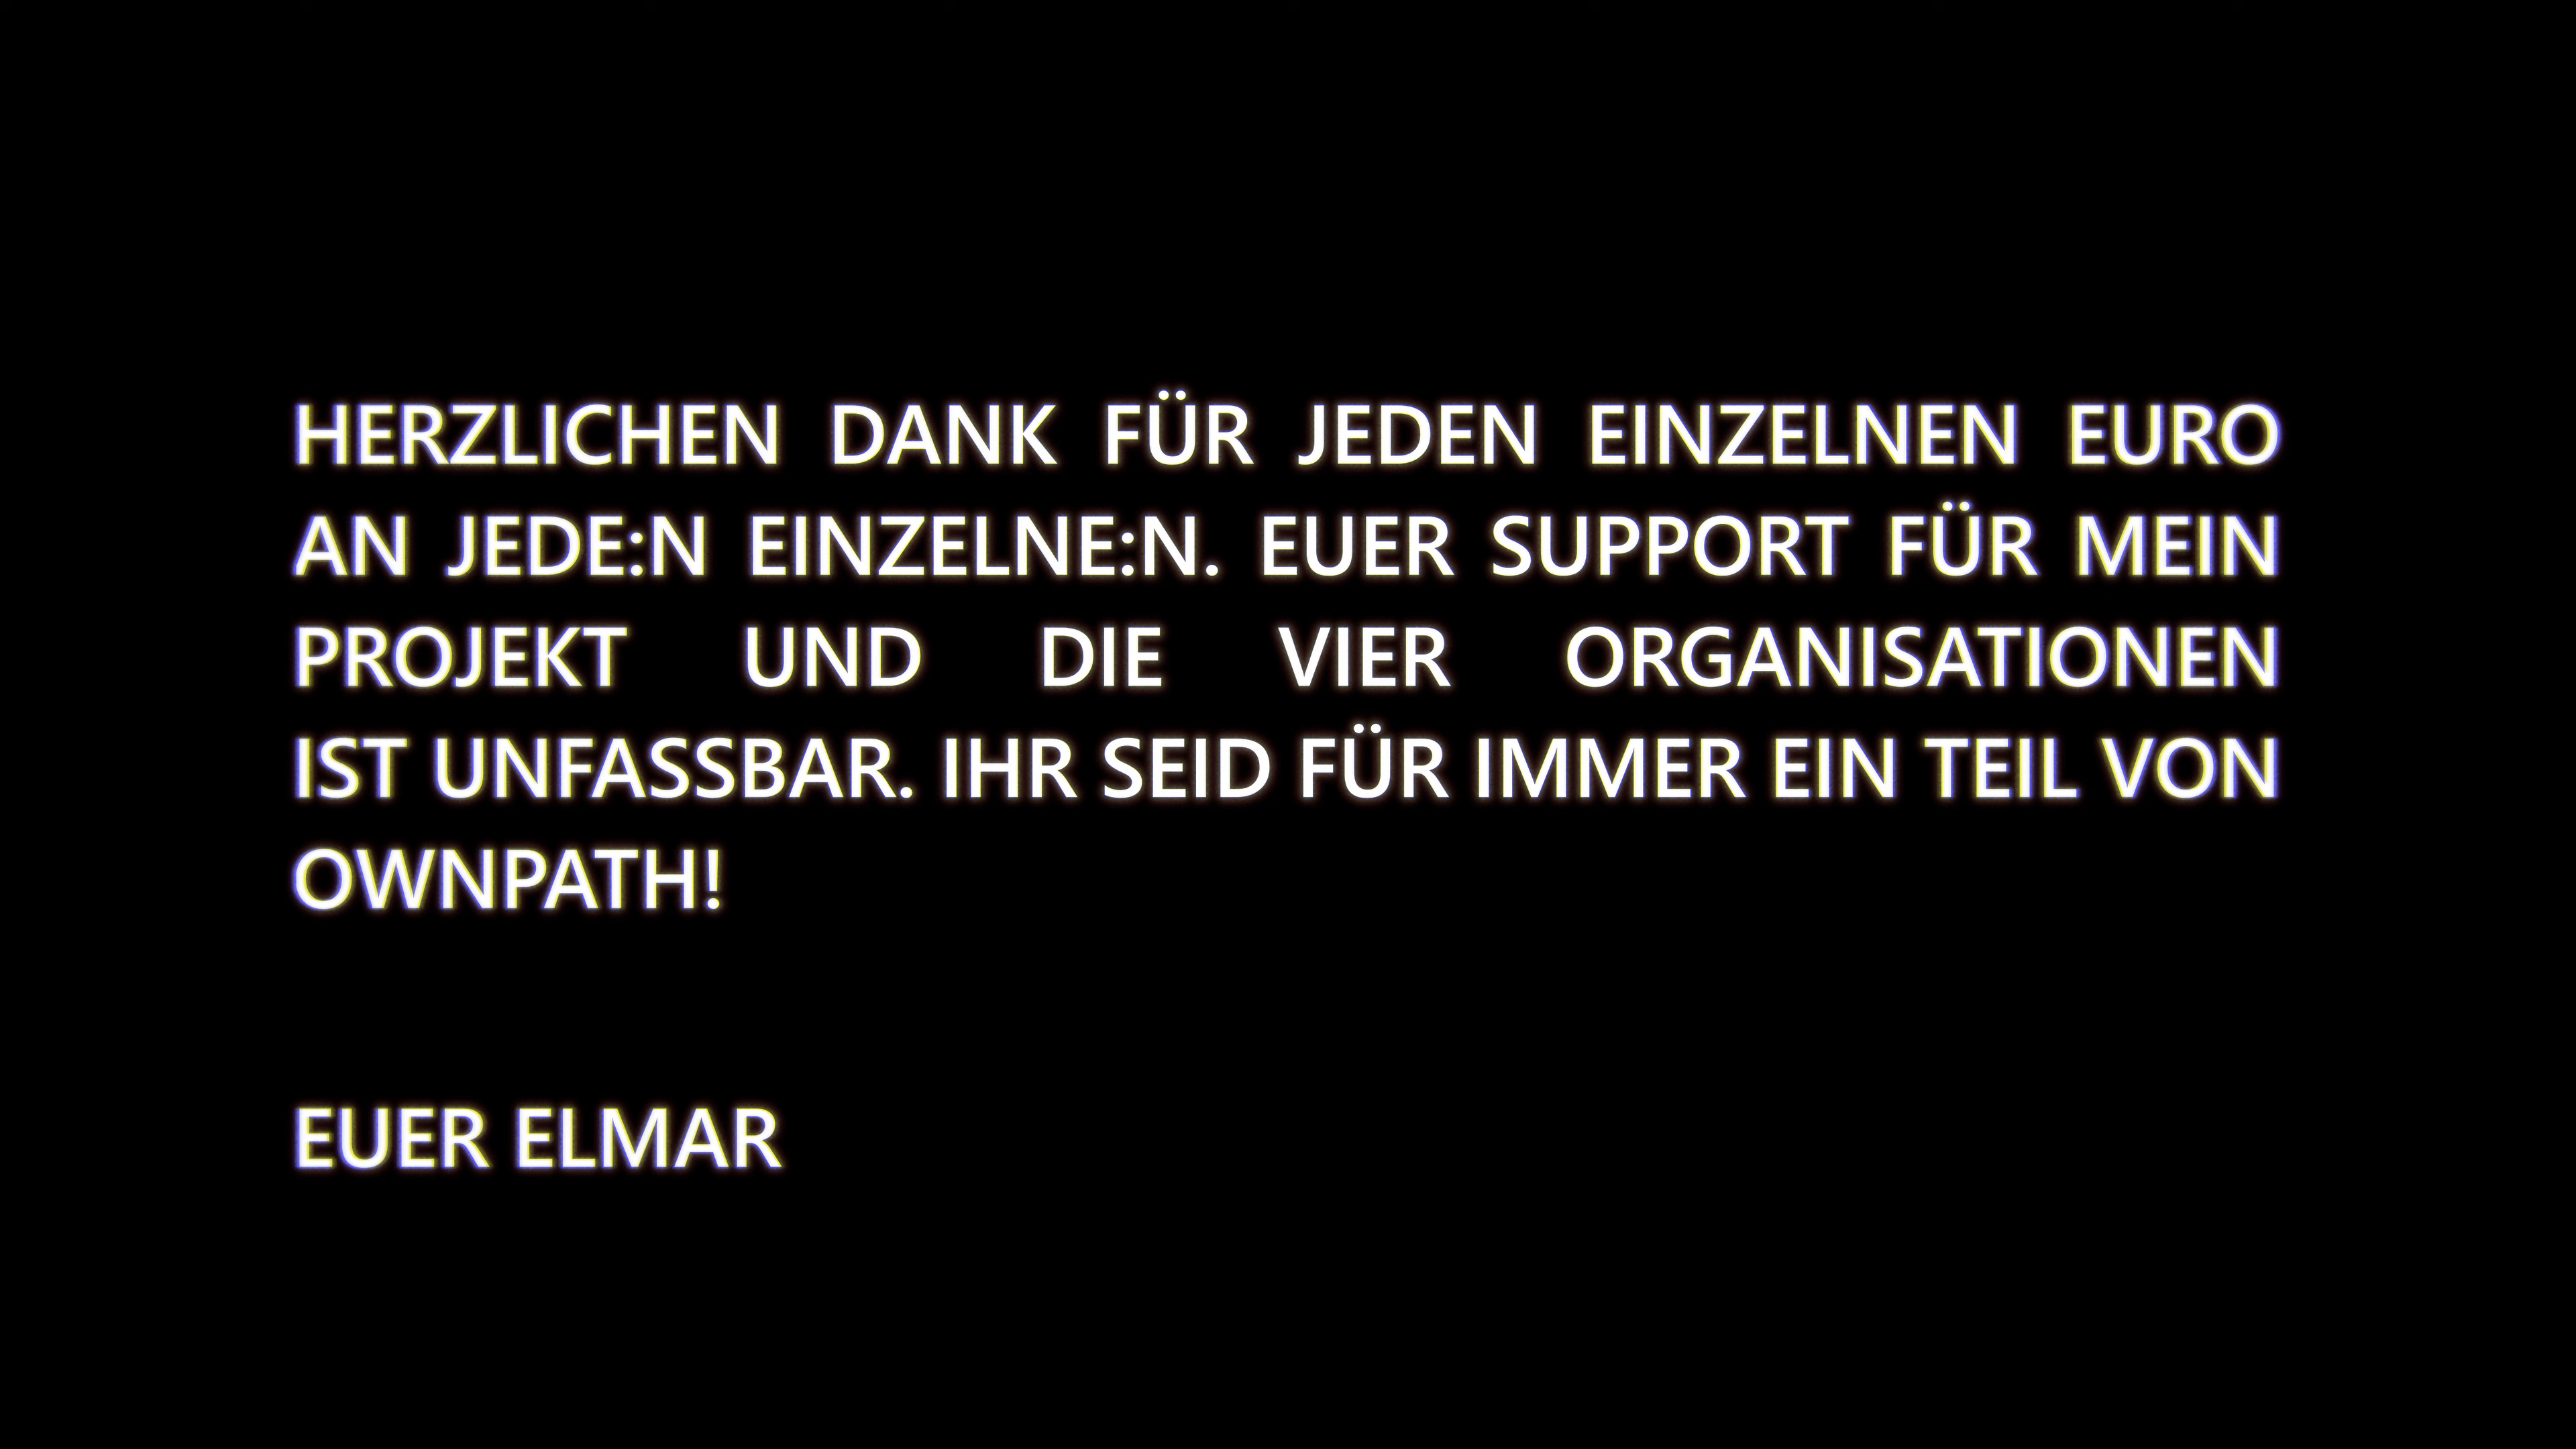 HERZLICHEN DANK FÜR JEDEN EINZELNEN EURO
AN JEDE:N EINZELNE:N. EUER SUPPORT FÜR MEIN
PROJEKT UND DIE VIER ORGANISATIONEN
IST UNFASSBAR. IHR SEID FÜR IMMER EIN TEIL VON
OWNPATH!
EUER ELMAR